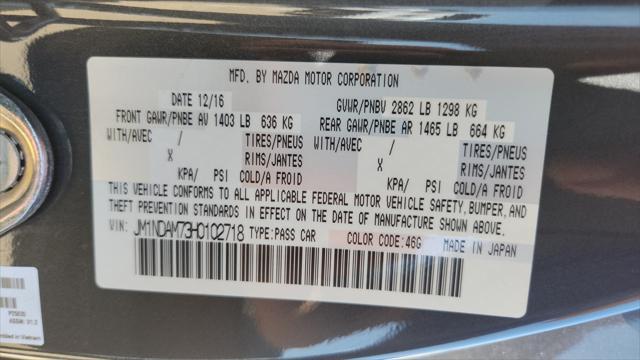 MFD. BY MAZDA MOTOR CORPORATION
DATE 12/16 GVWR/PNBV 2862 LB 1298 KG
FRONT GAWR/PNBE AV 1403 LB 636 KG REAR GAWR/PNBE AR 1465 LB 664 KG
WITH/AVEC / TIRES/PNEUS WITH/AVEC / TIRES/PNEUS
X RIMS/JANTES X RIMS/JANTES
KPA/ PSI COLD/A FROID KPA/ PSI COLD/A FROID
THIS VEHICLE CONFORMS TO ALL APPLICABLE FEDERAL MOTOR VEHICLE SAFETY, BUMPER, AND
THEFT PREVENTION STANDARDS IN EFFECT ON THE DATE OF MANUFACTURE SHOWN ABOVE.
VIN: JM1NDAM73H0102718 TYPE:PASS CAR COLOR CODE:46G MADE IN JAPAN